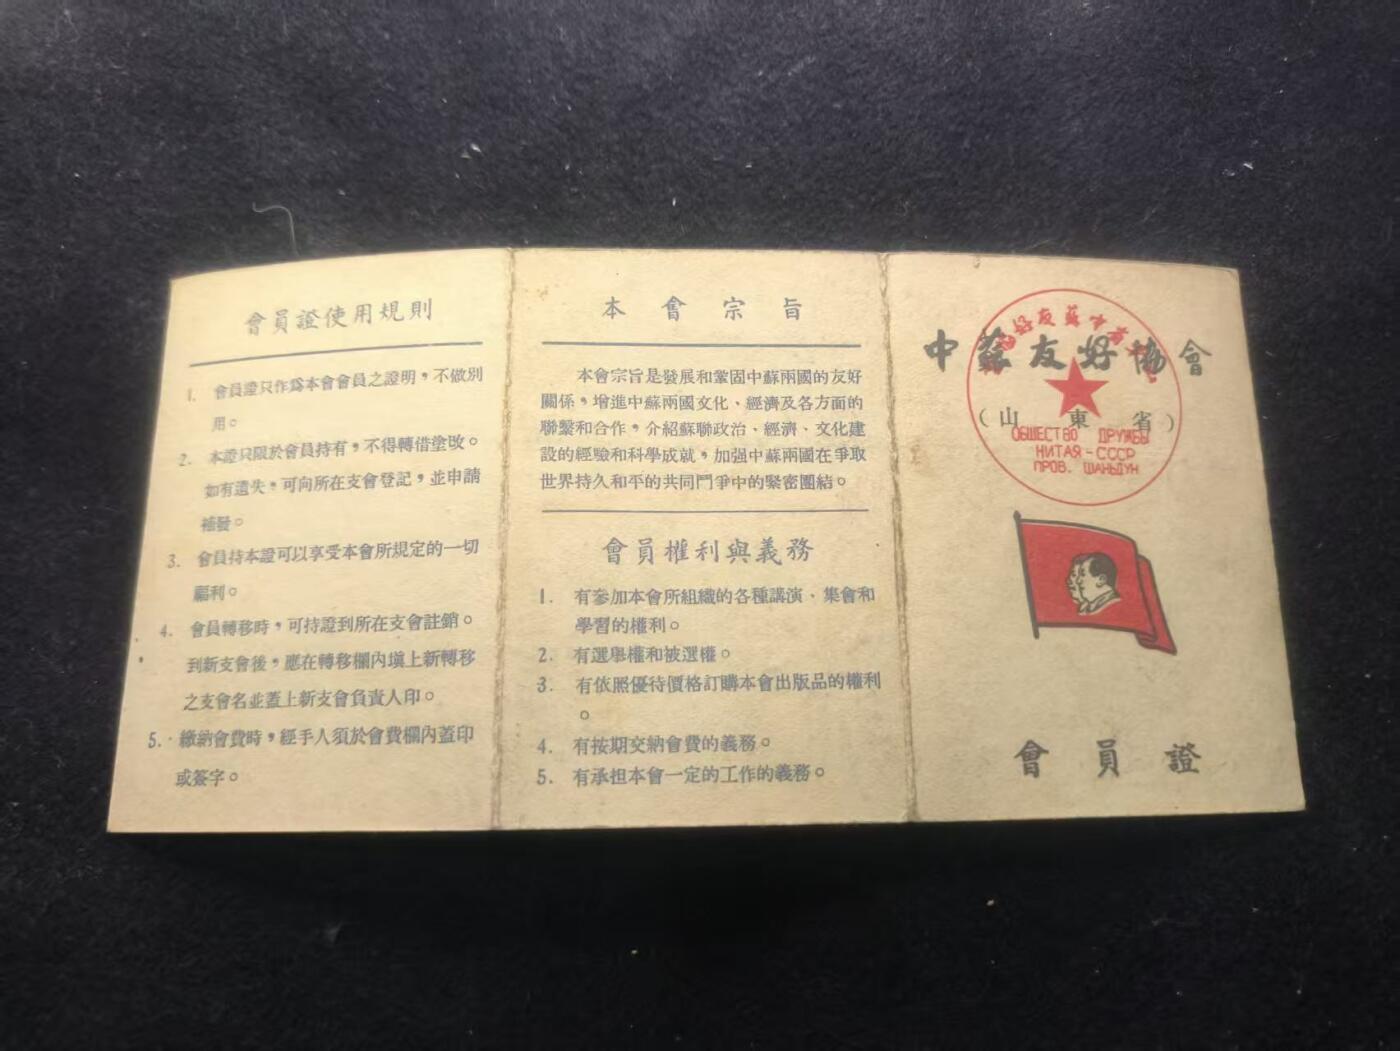 會員證使用規則
1. 會員證只作爲本會會員之證明，不做別
用。
2. 本證只限於會員持有，不得轉借塗改。
如有遺失，可向所在支會登記，並申請
補發。
3. 會員持本證可以享受本會所規定的一切
福利。
4. 會員轉移時，可持證到所在支會註銷。
到新支會後，應在轉移欄內填上新轉移
之支會名並蓋上新支會負責人印。
5. 繳納會費時，經手人須於會費欄內蓋印
或簽字。
本會宗旨
本會宗旨是發展和鞏固中蘇兩國的友好
關係，增進中蘇兩國文化、經濟及各方面的
聯繫和合作，介紹蘇聯政治、經濟、文化建
設的經驗和科學成就，加强中蘇兩國在爭取
世界持久和平的共同鬥爭中的緊密團結。
會員權利與義務
1. 有參加本會所組織的各種講演、集會和
學習的權利。
2. 有選舉權和被選權。
3. 有依照優待價格訂購本會出版品的權利
。
4. 有按期交納會費的義務。
5. 有承担本會一定的工作的義務。
中蘇友好協會
（山東省）
好友蘇中
ОБЩЕСТВО ДРУЖБЫ
КИТАЯ-СССР
ПРОВ. ШАНЬДУН
會員證